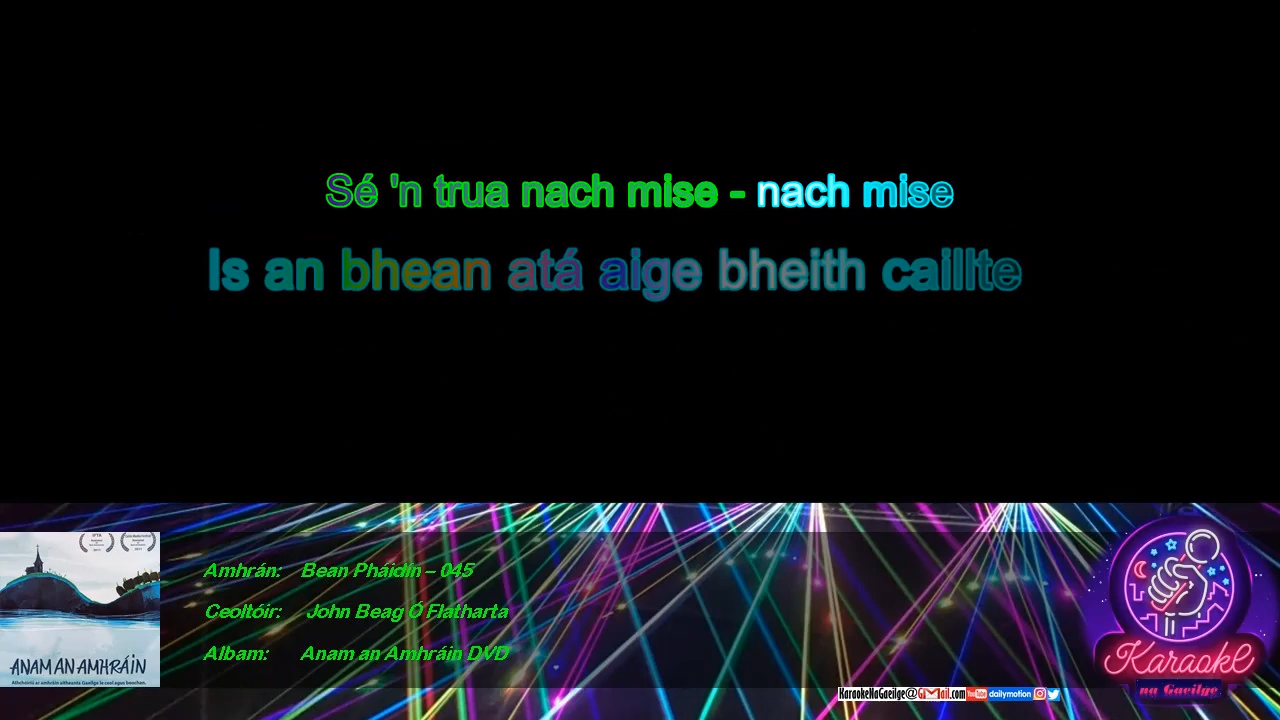 Sé 'n trua nach mise - nach mise
Is an bhean atá aige bheith caillte
Amhrán: Bean Pháidín – 045
Ceoltóir: John Beag Ó Flatharta
Albam: Anam an Amhráin DVD
ANAM AN AMHRÁIN
Karaoke
na Gaeilge
KaraokeNaGaeilge@GMail.com YouTube dailymotion